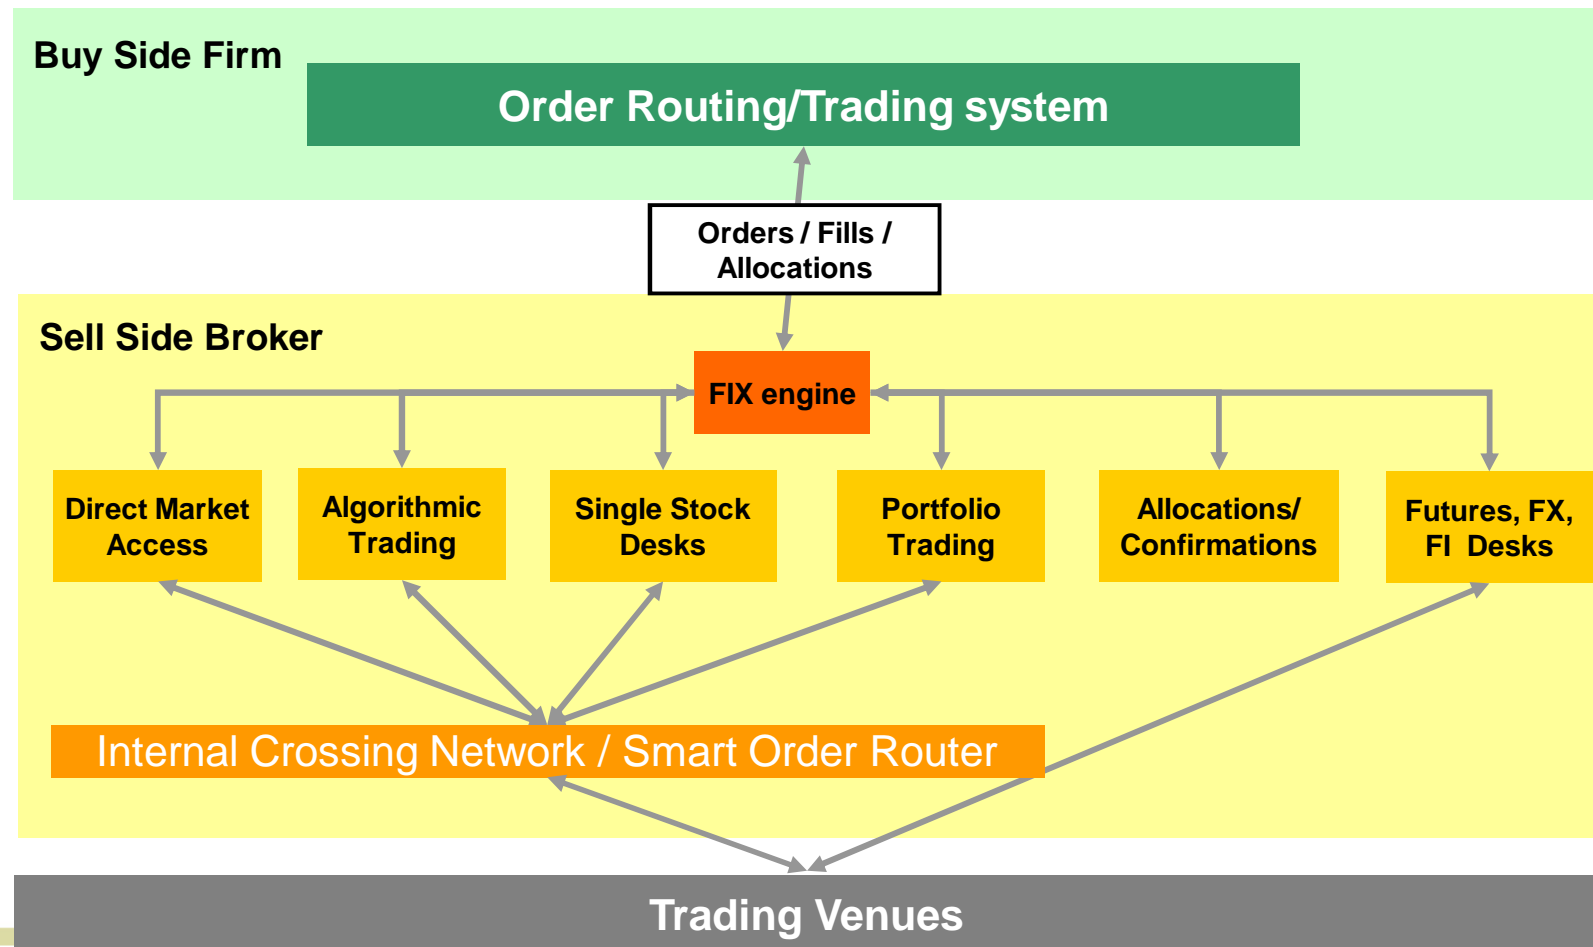 Buy Side Firm
Order Routing/Trading system
Orders / Fills /
Allocations
Sell Side Broker
FIX engine
Direct Market
Access
Algorithmic
Trading
Single Stock
Desks
Portfolio
Trading
Allocations/
Confirmations
Futures, FX,
FI Desks
Internal Crossing Network / Smart Order Router
Trading Venues